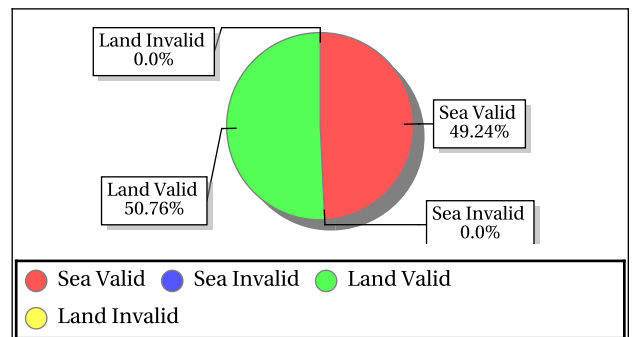 Land Invalid
0.0%
Sea Valid
49.24%
Land Valid
50.76%
Sea Invalid
0.0%
Sea Valid
Sea Invalid
Land Valid
Land Invalid